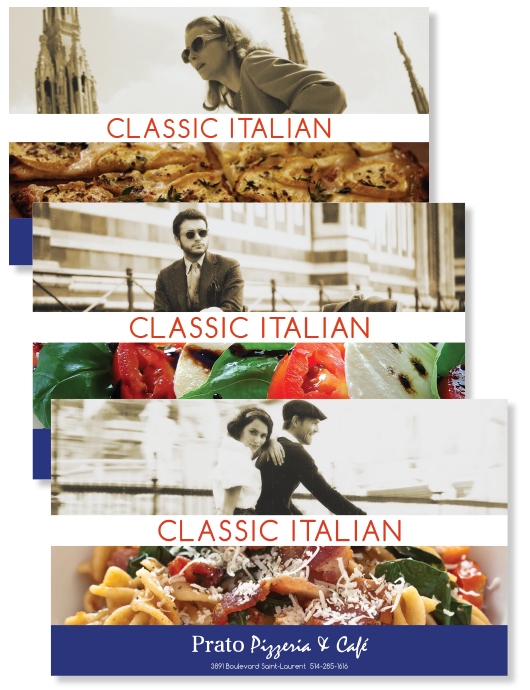 CLASSIC ITALIAN
CLASSIC ITALIAN
CLASSIC ITALIAN
Prato Pizzeria & Café
3891 Boulevard Saint-Laurent 514-285-1616